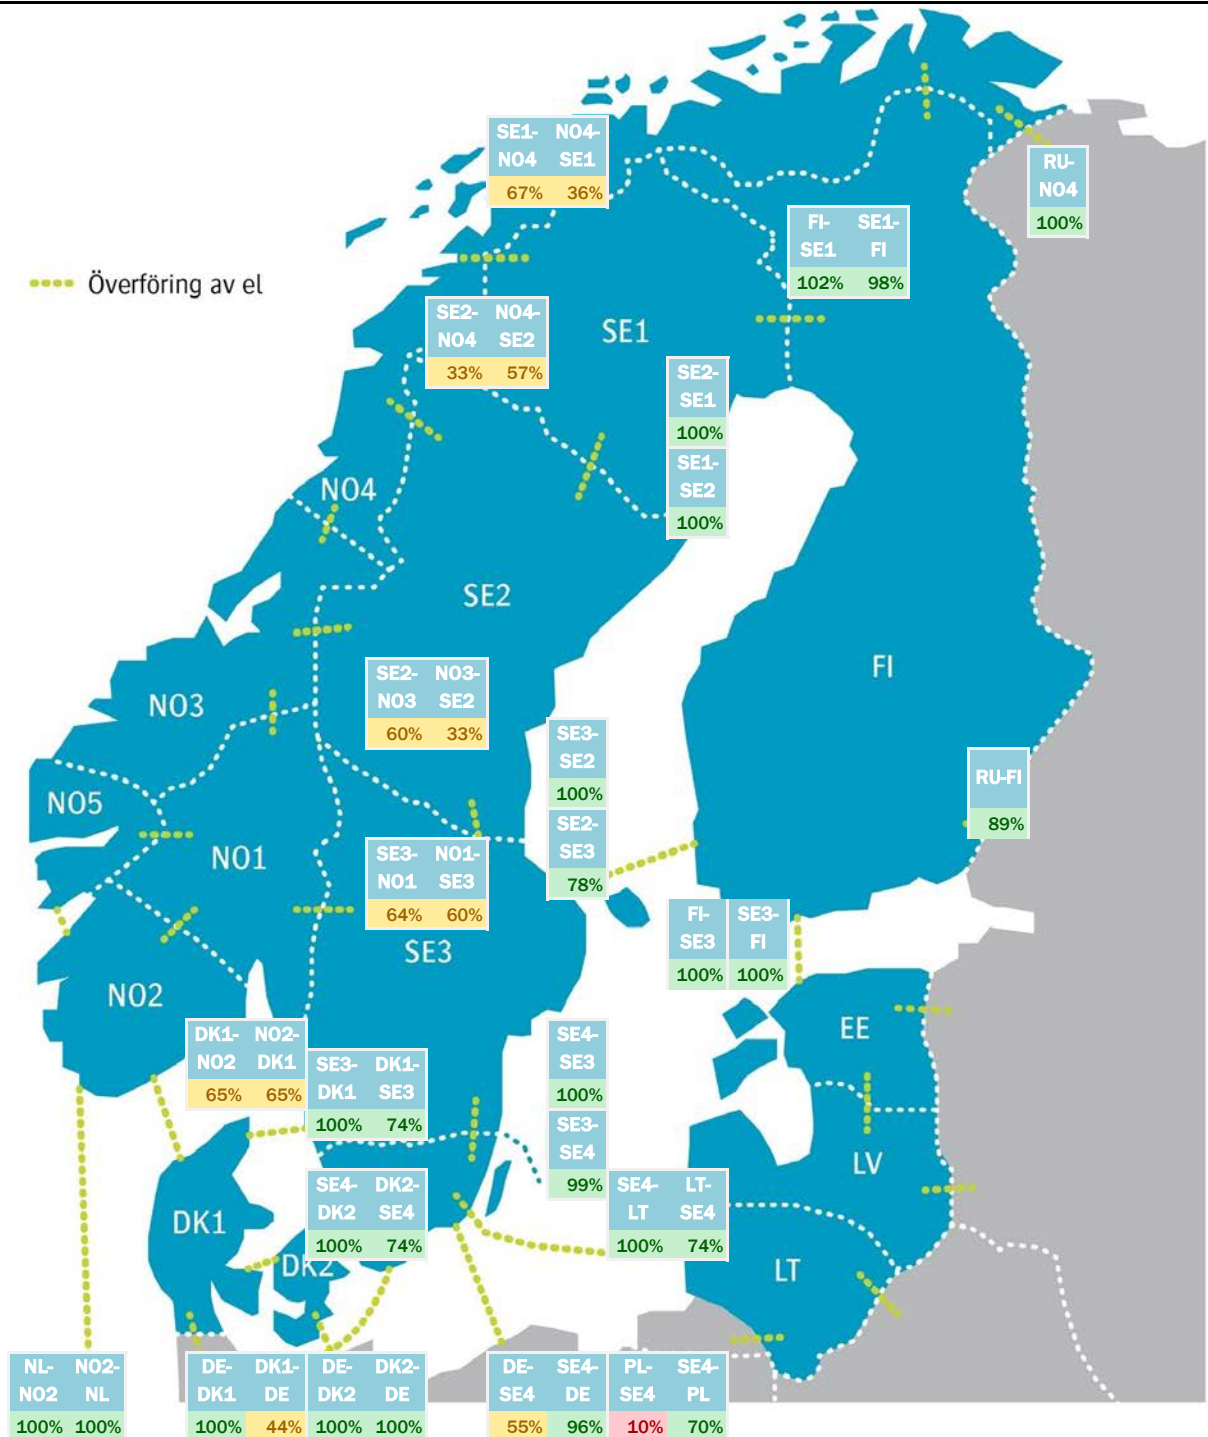 SE1- NO4-
NO4 SE1
67% 36%
RU-
NO4
100%
FI- SE1-
SE1 FI
102% 98%
Överföring av el
SE2- NO4-
NO4 SE2
33% 57%
SE1
SE2-
SE1
100%
SE1-
SE2
100%
NO4
SE2
FI
SE2- NO3-
NO3 SE2
60% 33%
NO3
SE3-
SE2
100%
RU-FI
89%
NO5
SE2-
SE3
78%
NO1
SE3- NO1-
NO1 SE3
64% 60%
SE3
FI- SE3-
SE3 FI
100% 100%
NO2
EE
DK1- NO2-
NO2 DK1
65% 65%
SE3- DK1-
DK1 SE3
100% 74%
SE4-
SE3
100%
SE3-
SE4
99%
LV
SE4- DK2-
DK2 SE4
100% 74%
SE4- LT-
LT SE4
100% 74%
DK1
DK2
LT
NL- NO2-
NO2 NL
100% 100%
DE- DK1-
DK1 DE
100% 44%
DE- DK2-
DK2 DE
100% 100%
DE- SE4-
SE4 DE
55% 96%
PL- SE4-
SE4 PL
10% 70%